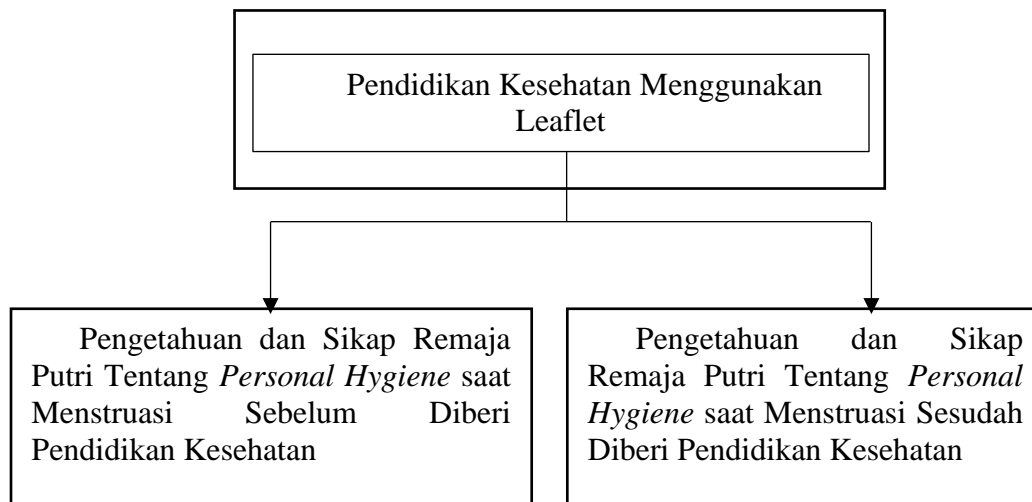 Pendidikan Kesehatan Menggunakan
Leaflet
Pengetahuan dan Sikap Remaja
Putri Tentang Personal Hygiene saat
Menstruasi Sebelum Diberi
Pendidikan Kesehatan
Pengetahuan dan Sikap
Remaja Putri Tentang Personal
Hygiene saat Menstruasi Sesudah
Diberi Pendidikan Kesehatan